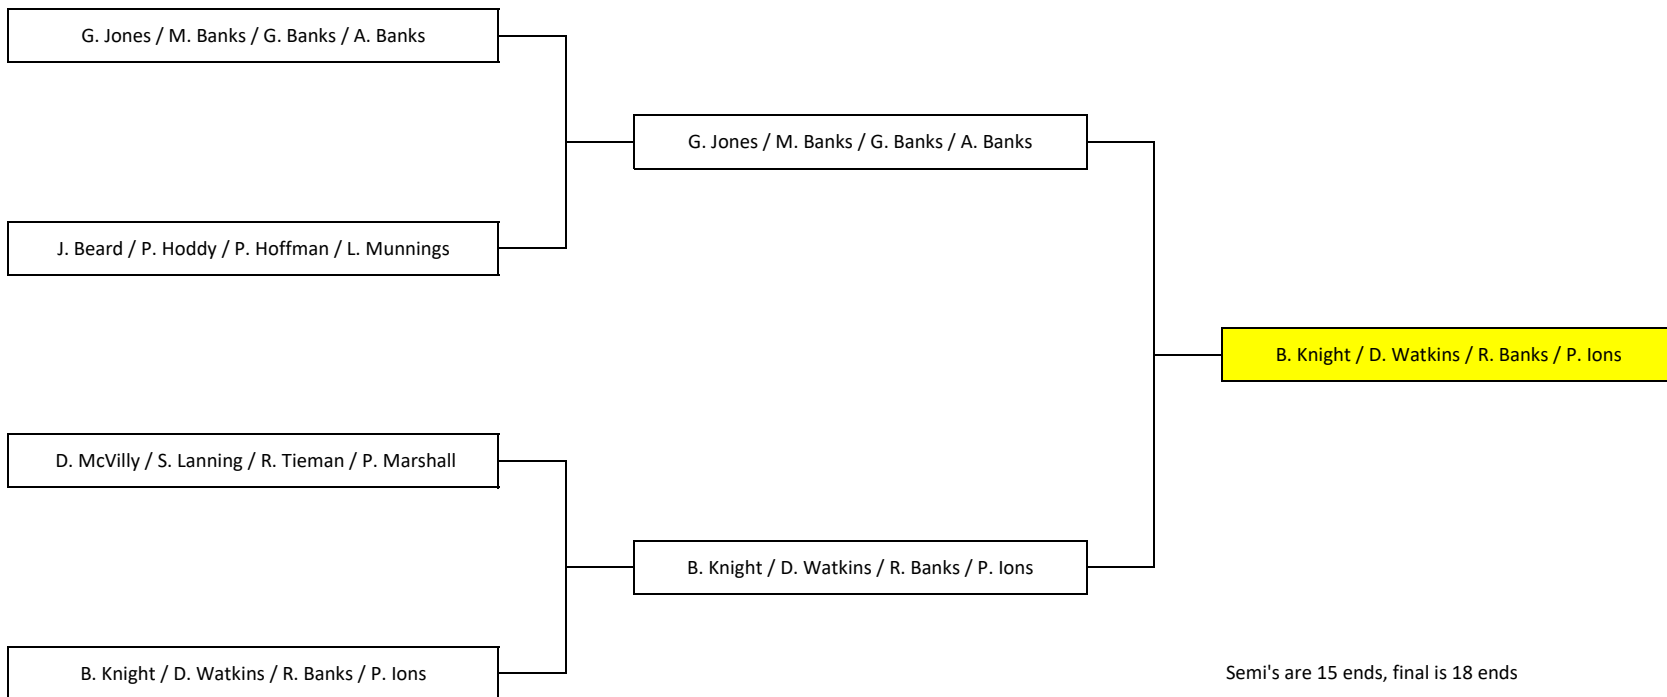 G. Jones / M. Banks / G. Banks / A. Banks
G. Jones / M. Banks / G. Banks / A. Banks
J. Beard / P. Hoddy / P. Hoffman / L. Munnings
B. Knight / D. Watkins / R. Banks / P. Ions
D. McVilly / S. Lanning / R. Tieman / P. Marshall
B. Knight / D. Watkins / R. Banks / P. Ions
B. Knight / D. Watkins / R. Banks / P. Ions
Semi's are 15 ends, final is 18 ends